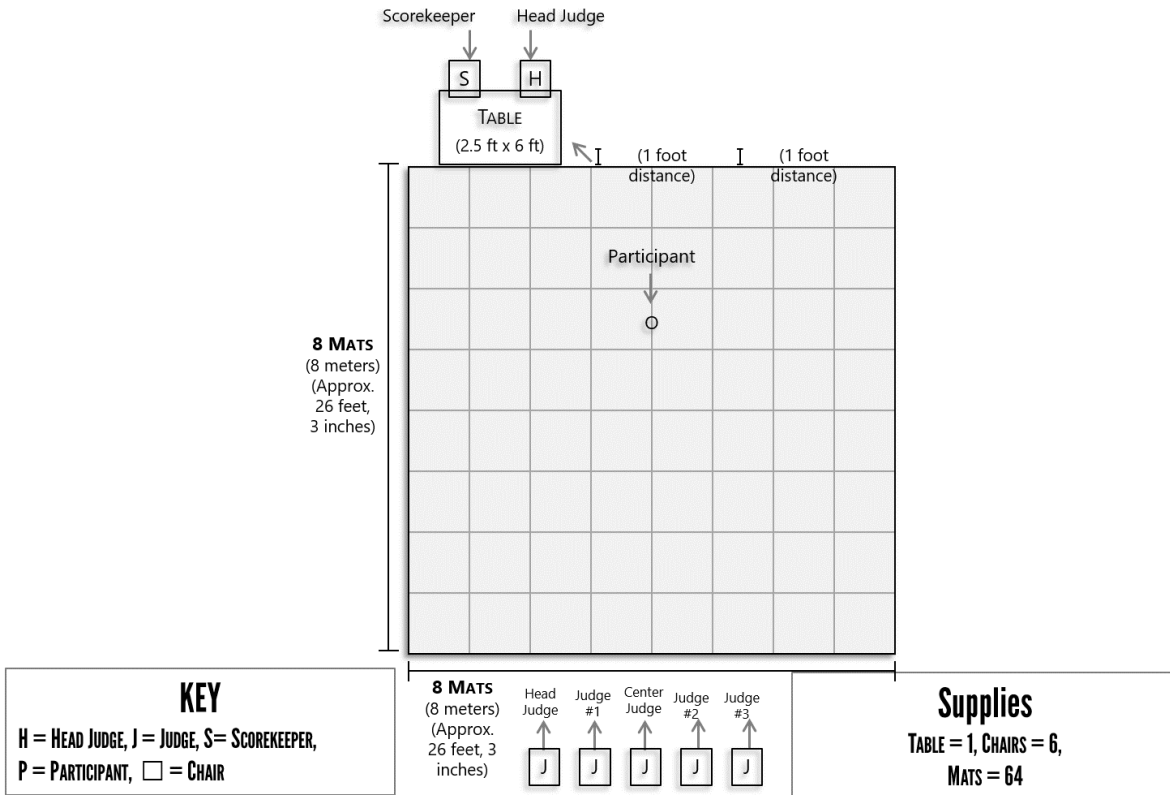 Scorekeeper
Head Judge
S
H
TABLE
(2.5 ft x 6 ft)
(1 foot
distance)
(1 foot
distance)
Participant
O
8 MATS
(8 meters)
(Approx.
26 feet,
3 inches)
KEY
H = HEAD JUDGE, J = JUDGE, S= SCOREKEEPER,
P = PARTICIPANT, = CHAIR
8 MATS
(8 meters)
(Approx.
26 feet, 3
inches)
Head
Judge
Judge
#1
Center
Judge
Judge
#2
Judge
#3
J
J
J
J
J
Supplies
TABLE = 1, CHAIRS = 6,
MATS = 64